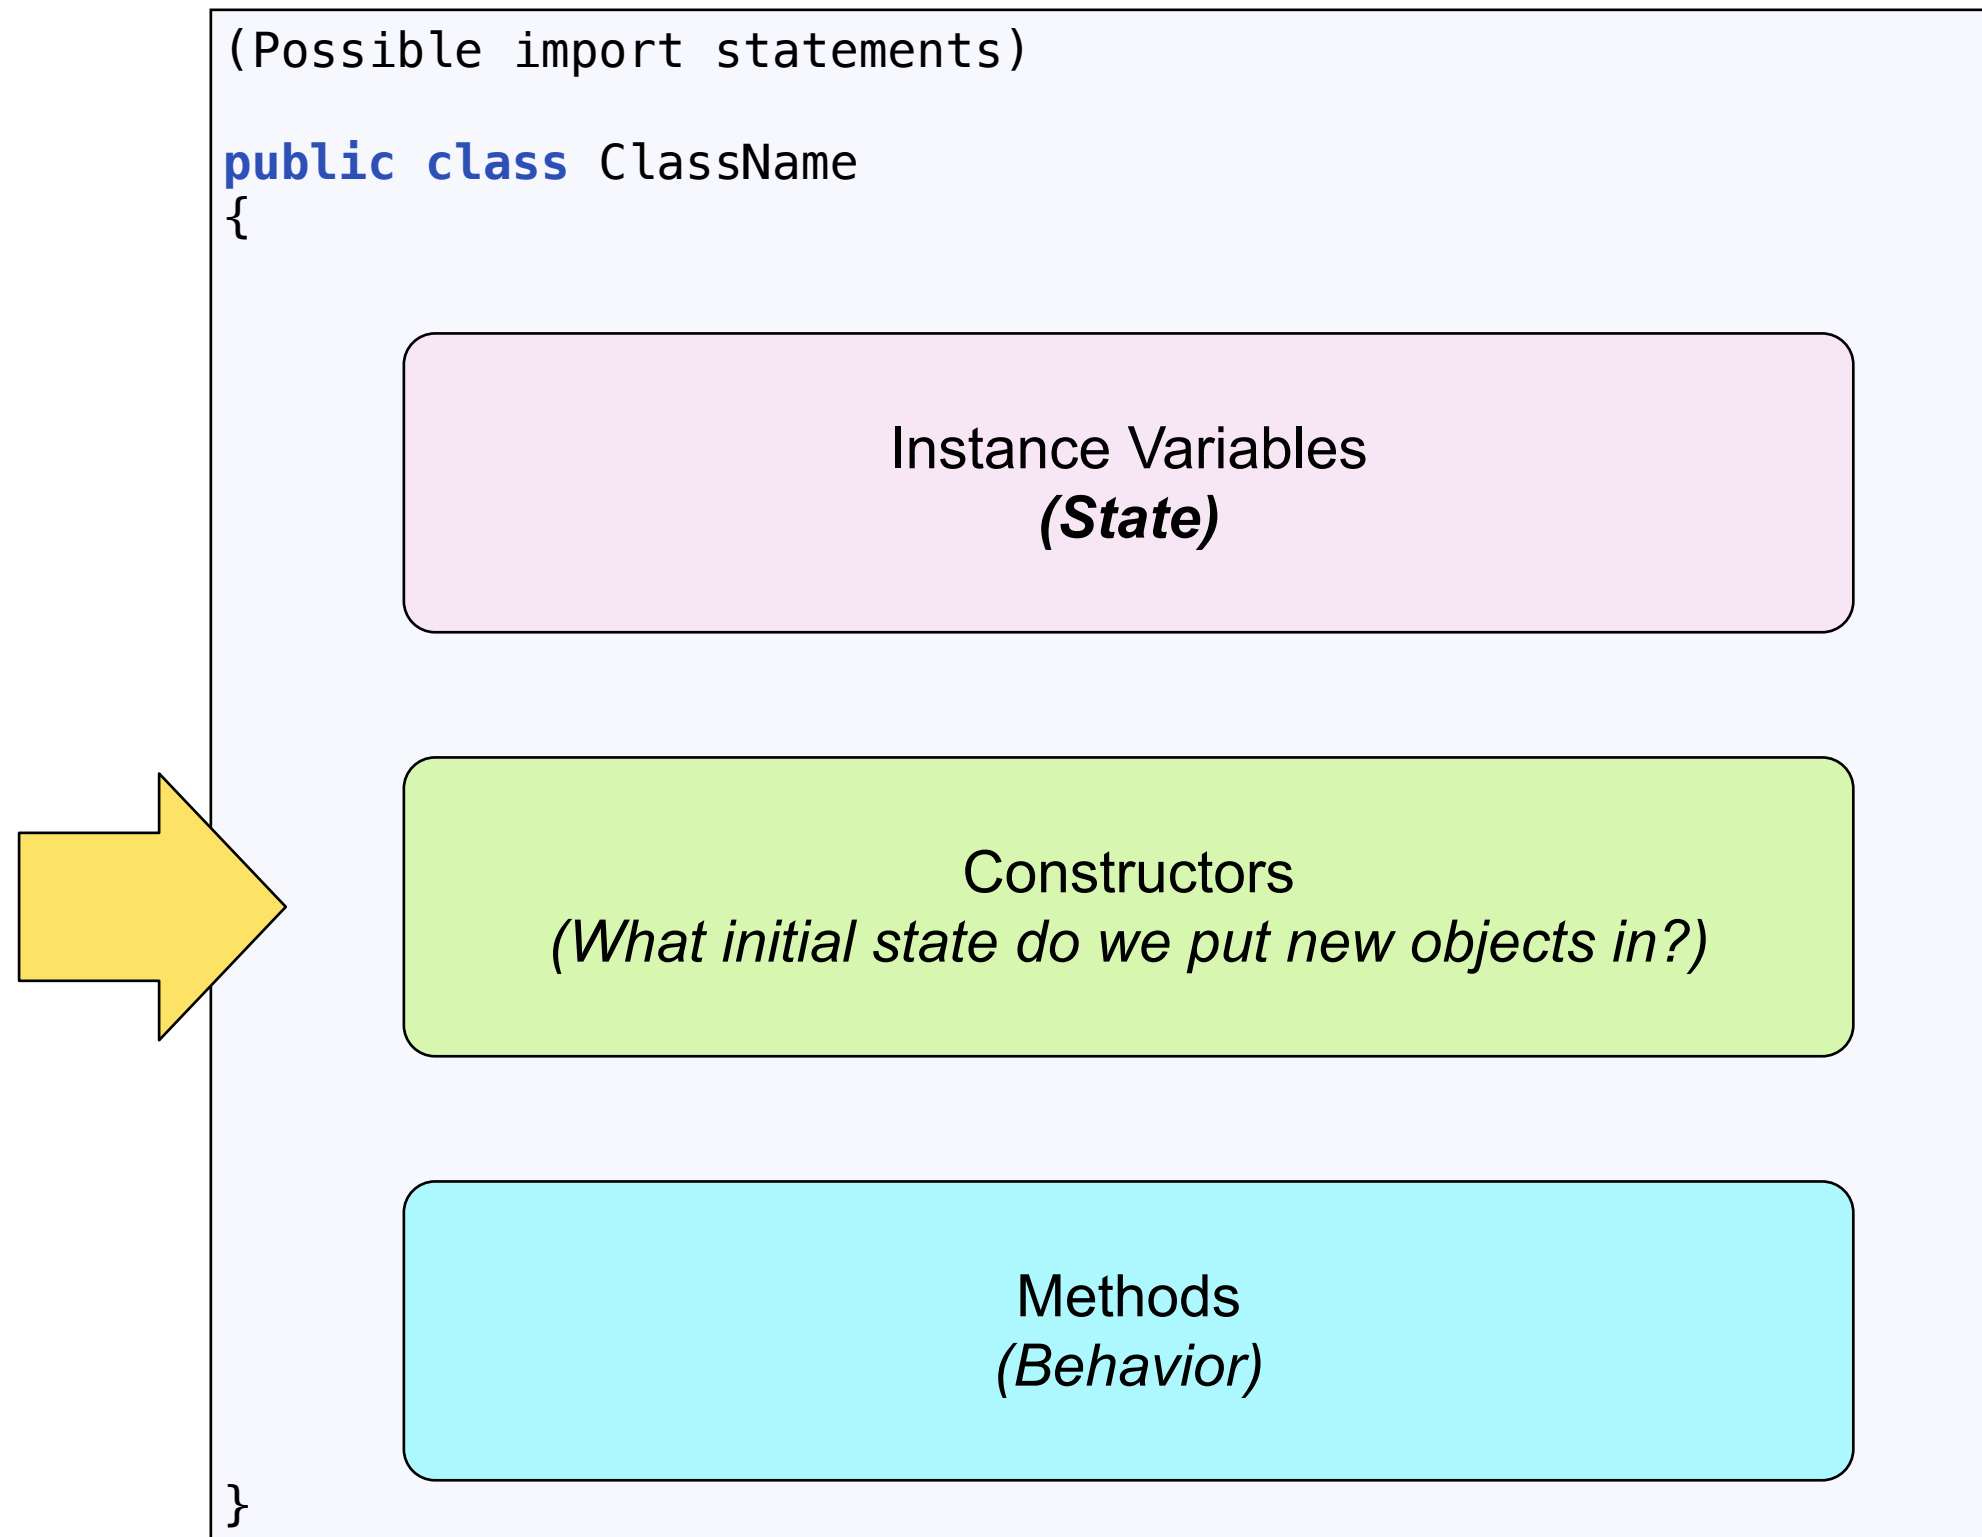 (Possible import statements)
public class ClassName
{
Instance Variables
(State)
Constructors
(What initial state do we put new objects in?)
Methods
(Behavior)
}